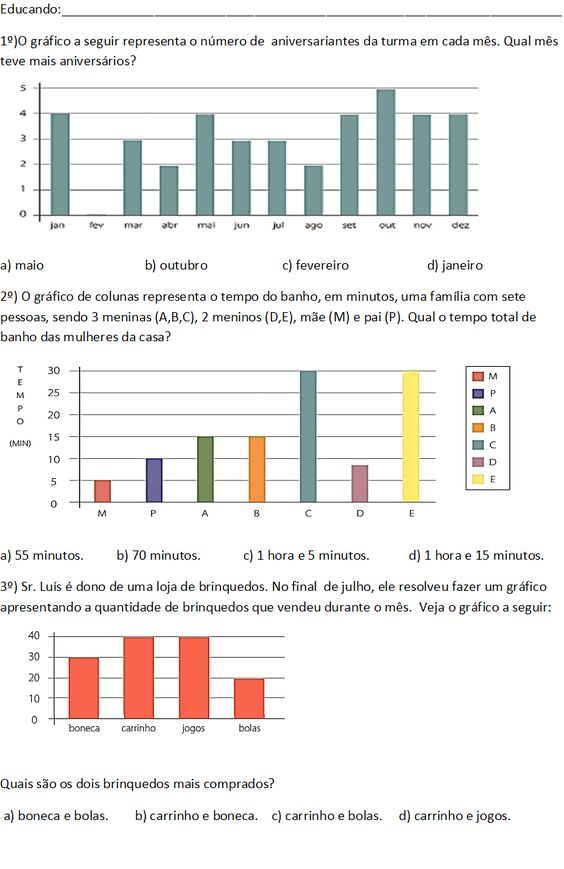 Educando:____________________________________________
1º)O gráfico a seguir representa o número de aniversariantes da turma em cada mês. Qual mês
teve mais aniversários?
5
4
3
2
1
0
jan fev mar abr mai jun jul ago set out nov dez
a) maio b) outubro c) fevereiro d) janeiro
2º) O gráfico de colunas representa o tempo do banho, em minutos, uma família com sete
pessoas, sendo 3 meninas (A,B,C), 2 meninos (D,E), mãe (M) e pai (P). Qual o tempo total de
banho das mulheres da casa?
TEMPO
(MIN)
30
25
20
15
10
5
0
M P A B C D E
M
P
A
B
C
D
E
a) 55 minutos. b) 70 minutos. c) 1 hora e 5 minutos. d) 1 hora e 15 minutos.
3º) Sr. Luís é dono de uma loja de brinquedos. No final de julho, ele resolveu fazer um gráfico
apresentando a quantidade de brinquedos que vendeu durante o mês. Veja o gráfico a seguir:
40
30
20
10
0
boneca carrinho jogos bolas
Quais são os dois brinquedos mais comprados?
a) boneca e bolas. b) carrinho e boneca. c) carrinho e bolas. d) carrinho e jogos.